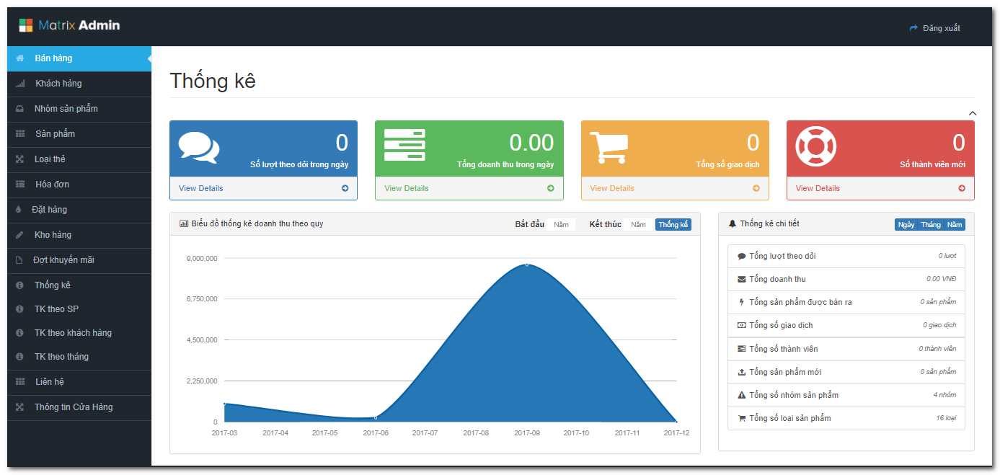 Matrix Admin
Đăng xuất
Bán hàng
Khách hàng
Nhóm sản phẩm
Sản phẩm
Loại thẻ
Hóa đơn
Đặt hàng
Kho hàng
Đợt khuyến mãi
Thống kê
TK theo SP
TK theo khách hàng
TK theo tháng
Liên hệ
Thông tin Cửa Hàng
Thống kê
0
Số lượt theo dõi trong ngày
View Details
0.00
Tổng doanh thu trong ngày
View Details
0
Tổng số giao dịch
View Details
0
Số thành viên mới
View Details
Biểu đồ thống kê doanh thu theo quy Bắt đầu Năm Kết thúc Năm Thống kê
9,000,000
6,750,000
4,500,000
2,250,000
0
2017-03 2017-04 2017-05 2017-06 2017-07 2017-08 2017-09 2017-10 2017-11 2017-12
Thống kê chi tiết Ngày Tháng Năm
Tổng lượt theo dỏi 0 lượt
Tổng doanh thu 0.00 VNĐ
Tổng sản phẩm được bán ra 0 sản phẩm
Tổng số giao dịch 0 giao dịch
Tổng số thành viên 0 thành viên
Tổng sản phẩm mới 0 sản phẩm
Tổng số nhóm sản phẩm 4 nhóm
Tổng số loại sản phẩm 16 loại